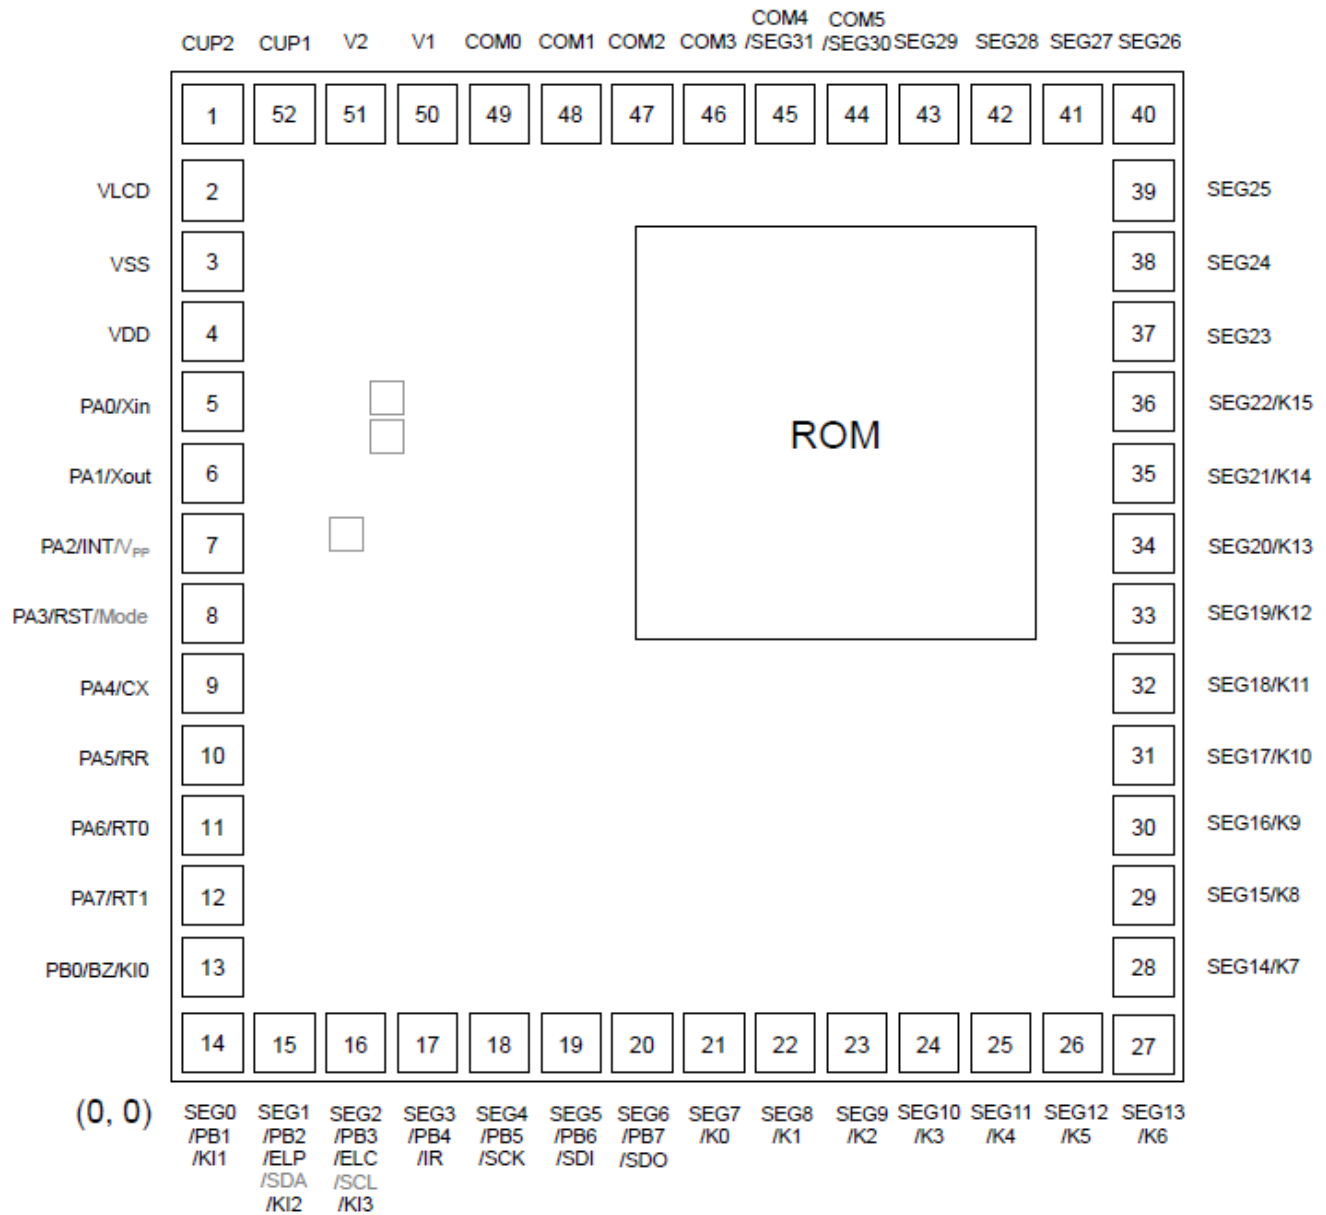 COM4 COM5
CUP2 CUP1 V2 V1 COM0 COM1 COM2 COM3 /SEG31 /SEG30 SEG29 SEG28 SEG27 SEG26
1 52 51 50 49 48 47 46 45 44 43 42 41 40
VLCD 2 39 SEG25
VSS 3 38 SEG24
VDD 4 37 SEG23
PA0/Xin 5 36 SEG22/K15
ROM
PA1/Xout 6 35 SEG21/K14
PA2/INT/VPP 7 34 SEG20/K13
PA3/RST/Mode 8 33 SEG19/K12
PA4/CX 9 32 SEG18/K11
PA5/RR 10 31 SEG17/K10
PA6/RT0 11 30 SEG16/K9
PA7/RT1 12 29 SEG15/K8
PB0/BZ/KI0 13 28 SEG14/K7
14 15 16 17 18 19 20 21 22 23 24 25 26 27
(0, 0) SEG0 SEG1 SEG2 SEG3 SEG4 SEG5 SEG6 SEG7 SEG8 SEG9 SEG10 SEG11 SEG12 SEG13
/PB1 /PB2 /PB3 /PB4 /PB5 /PB6 /PB7 /K0 /K1 /K2 /K3 /K4 /K5 /K6
/KI1 /ELP /ELC /IR /SCK /SDI /SDO
/SDA /SCL
/KI2 /KI3